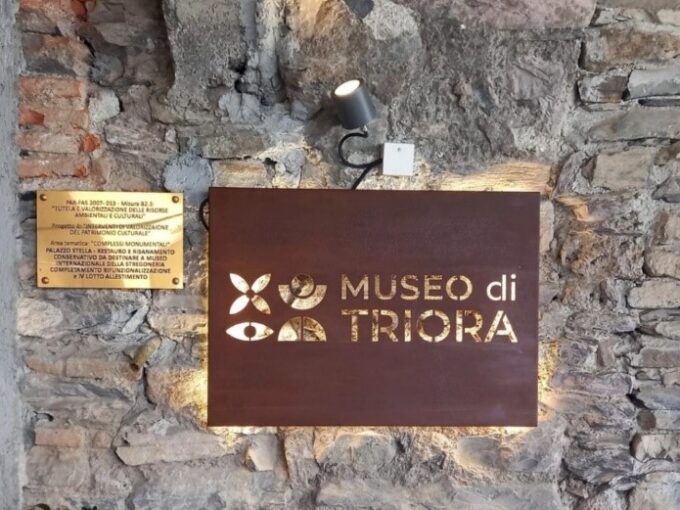 PAR-FAS 2007-013 - Misura B2.3:
"TUTELA E VALORIZZAZIONE DELLE RISORSE
AMBIENTALI E CULTURALI"
Progetto di "INTERVENTI DI VALORIZZAZIONE
DEL PATRIMONIO CULTURALE"
Area tematica: "COMPLESSI MONUMENTALI"
PALAZZO STELLA - RESTAURO E RISANAMENTO
CONSERVATIVO DA DESTINARE A MUSEO
INTERNAZIONALE DELLA STREGONERIA
COMPLETAMENTO RIFUNZIONALIZZAZIONE
e IV LOTTO ALLESTIMENTO
MUSEO di
TRIORA